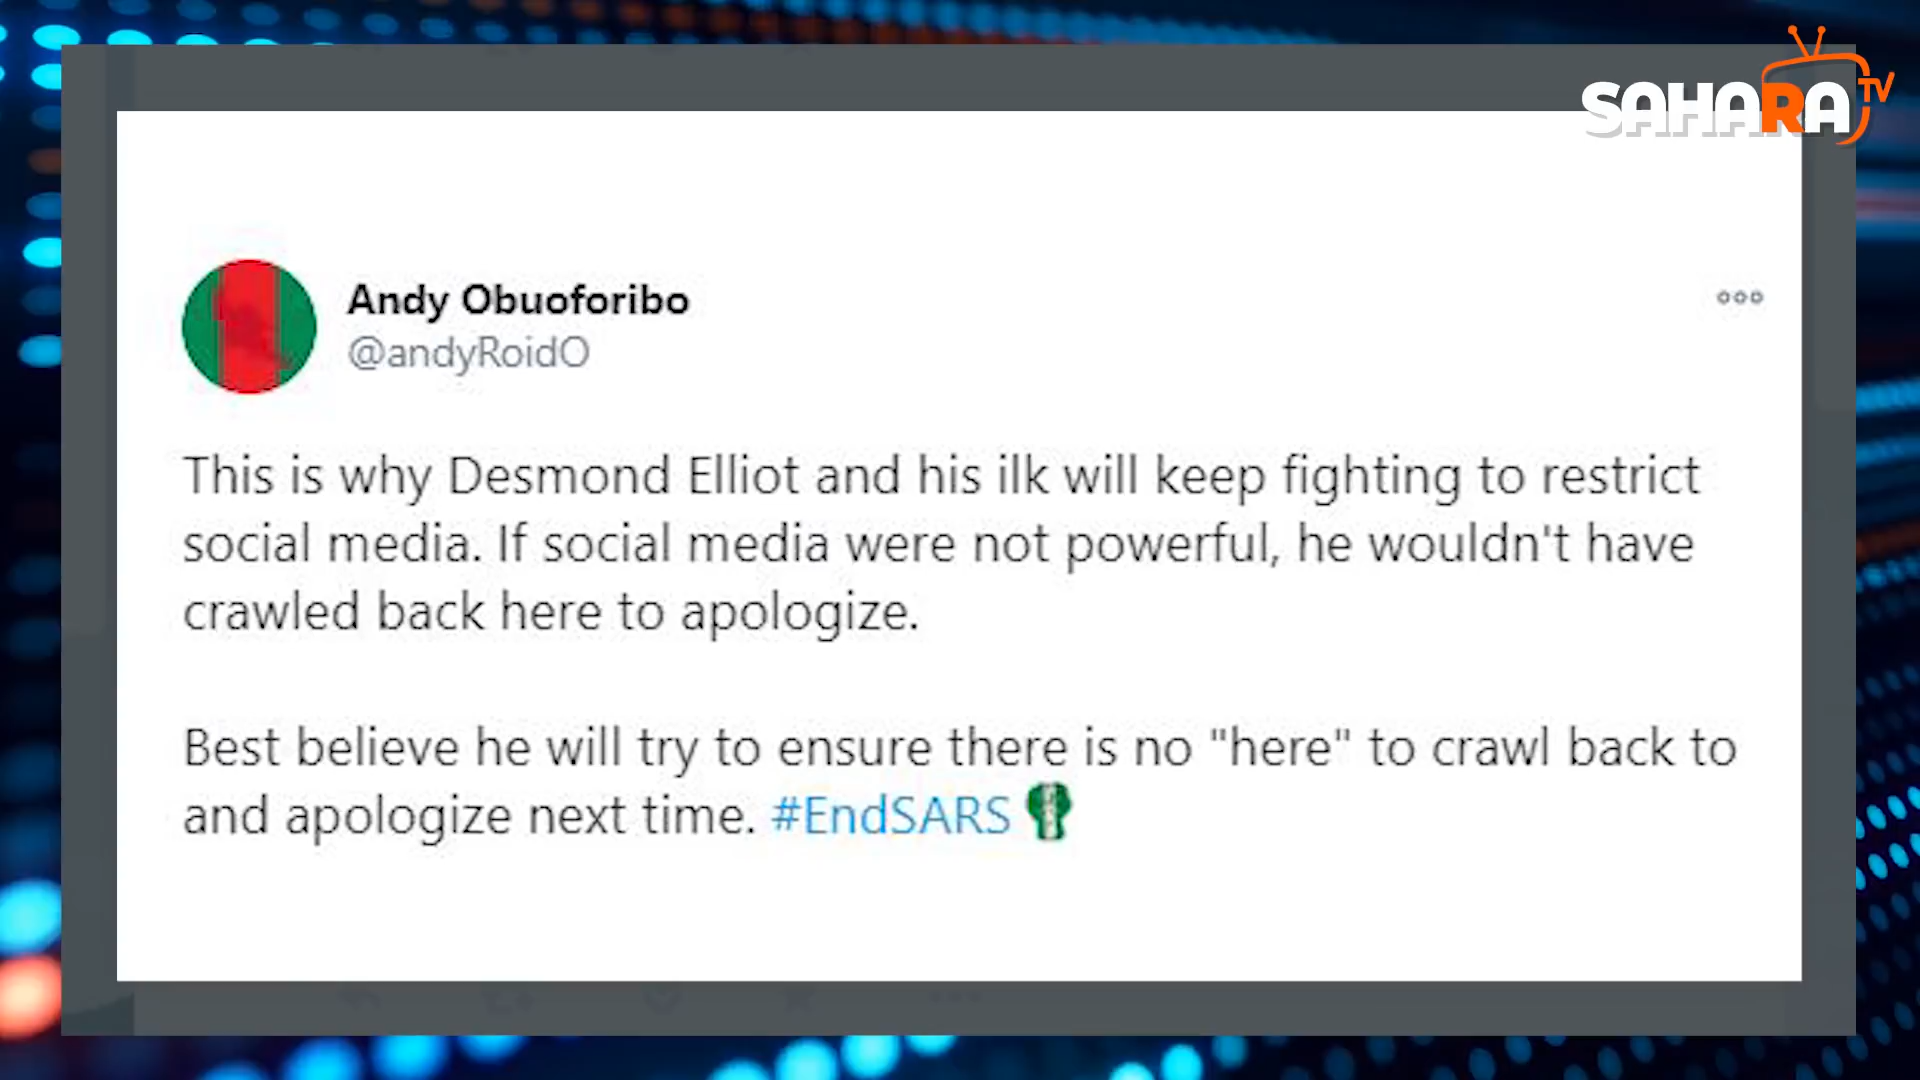 SAHARA TV
Andy Obuoforibo
@andyRoidO
This is why Desmond Elliot and his ilk will keep fighting to restrict
social media. If social media were not powerful, he wouldn't have
crawled back here to apologize.
Best believe he will try to ensure there is no "here" to crawl back to
and apologize next time. #EndSARS